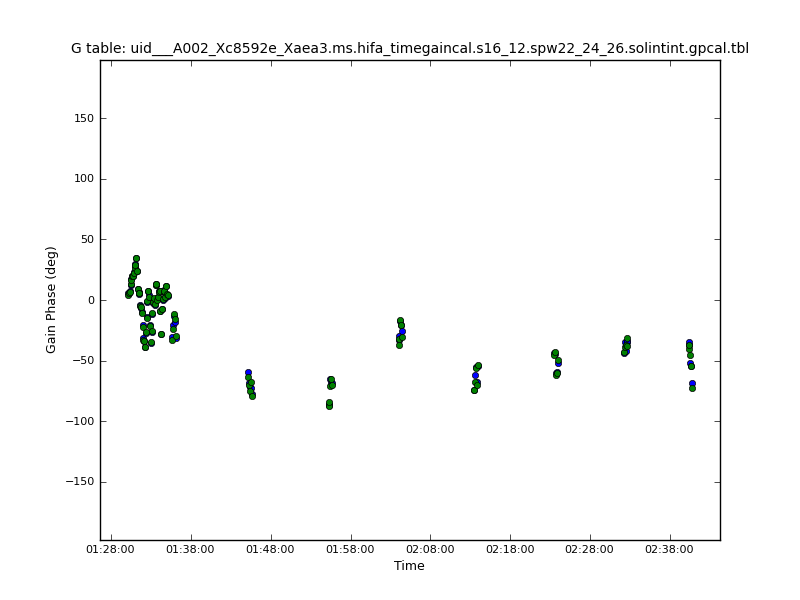 G table: uid___A002_Xc8592e_Xaea3.ms.hifa_timegaincal.s16_12.spw22_24_26.solintint.gpcal.tbl
Gain Phase (deg)
150
100
50
0
−50
−100
−150
01:28:00 01:38:00 01:48:00 01:58:00 02:08:00 02:18:00 02:28:00 02:38:00
Time